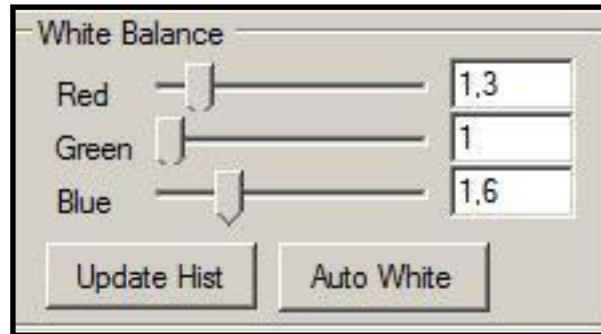 White Balance
Red 1,3
Green 1
Blue 1,6
Update Hist Auto White